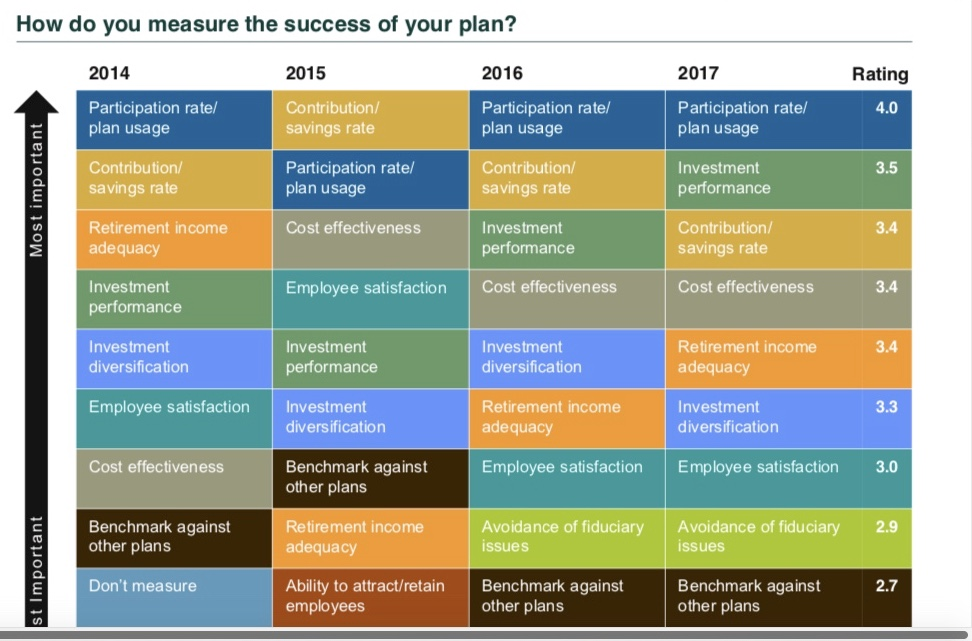 How do you measure the success of your plan?
2014 2015 2016 2017 Rating
Most important
Participation rate/
plan usage
Contribution/
savings rate
Participation rate/
plan usage
Participation rate/
plan usage
4.0
Contribution/
savings rate
Participation rate/
plan usage
Contribution/
savings rate
Investment
performance
3.5
Retirement income
adequacy
Cost effectiveness
Investment
performance
Contribution/
savings rate
3.4
Investment
performance
Employee satisfaction
Cost effectiveness
Cost effectiveness
3.4
Investment
diversification
Investment
performance
Investment
diversification
Retirement income
adequacy
3.4
Employee satisfaction
Investment
diversification
Retirement income
adequacy
Investment
diversification
3.3
Cost effectiveness
Benchmark against
other plans
Employee satisfaction
Employee satisfaction
3.0
Benchmark against
other plans
Retirement income
adequacy
Avoidance of fiduciary
issues
Avoidance of fiduciary
issues
2.9
Don't measure
Ability to attract/retain
employees
Benchmark against
other plans
Benchmark against
other plans
2.7
st Important